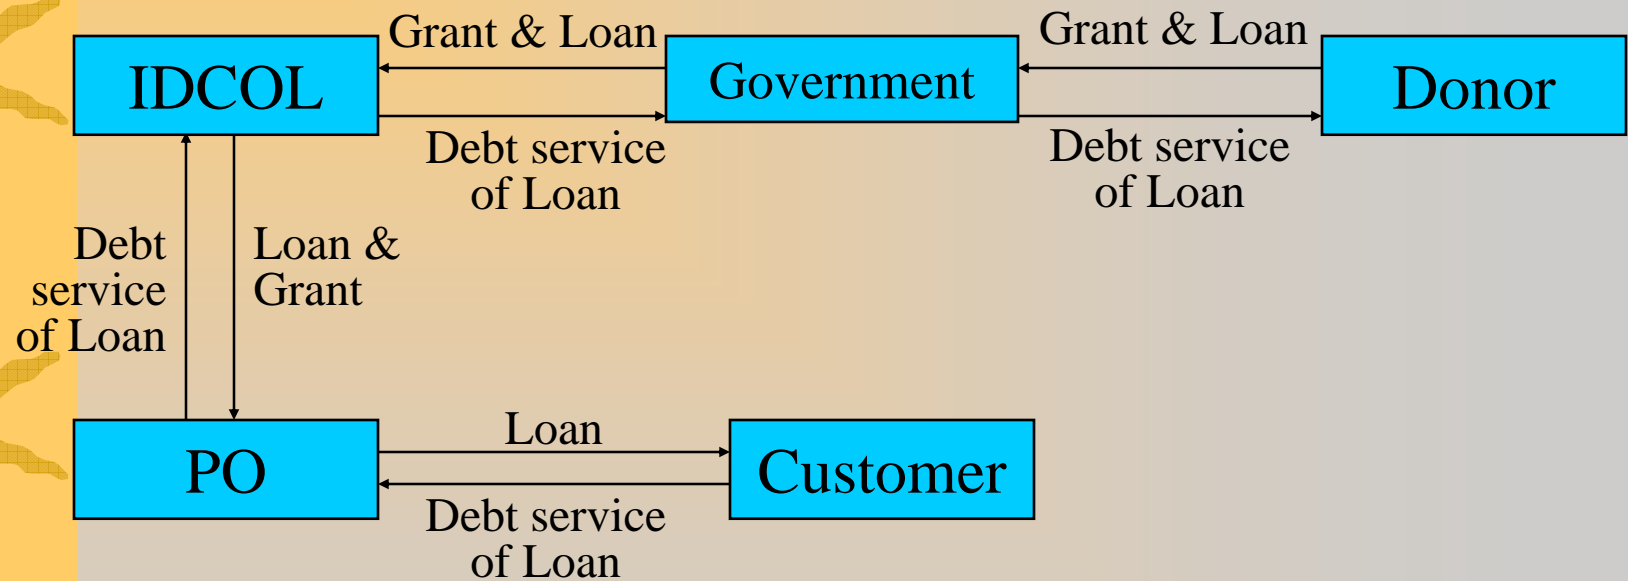 Grant & Loan
Grant & Loan
IDCOL
Government
Donor
Debt service
of Loan
Debt service
of Loan
Debt
service
of Loan
Loan &
Grant
Loan
PO
Customer
Debt service
of Loan